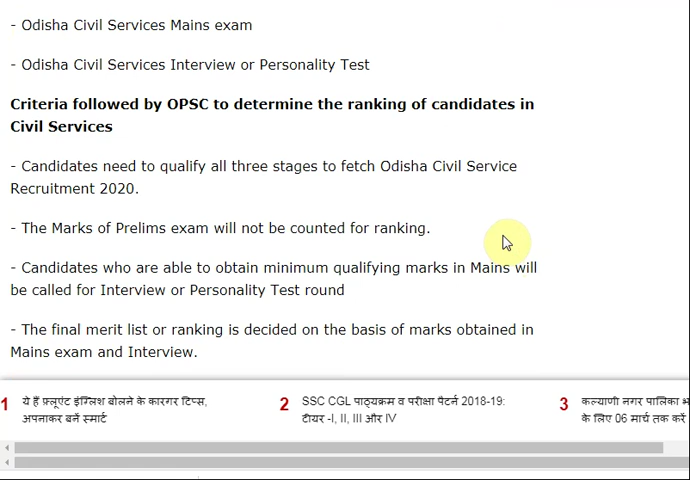 - Odisha Civil Services Mains exam
- Odisha Civil Services Interview or Personality Test
Criteria followed by OPSC to determine the ranking of candidates in
Civil Services
- Candidates need to qualify all three stages to fetch Odisha Civil Service
Recruitment 2020.
- The Marks of Prelims exam will not be counted for ranking.
- Candidates who are able to obtain minimum qualifying marks in Mains will
be called for Interview or Personality Test round
- The final merit list or ranking is decided on the basis of marks obtained in
Mains exam and Interview.
1 ये हैं फ़्लूएंट इंग्लिश बोलने के कारगर टिप्स,
अपनाकर बनें स्मार्ट
2 SSC CGL पाठ्यक्रम व परीक्षा पैटर्न 2018-19:
टीयर -I, II, III और IV
3 कल्याणी नगर पालिका
के लिए 06 मार्च तक करें